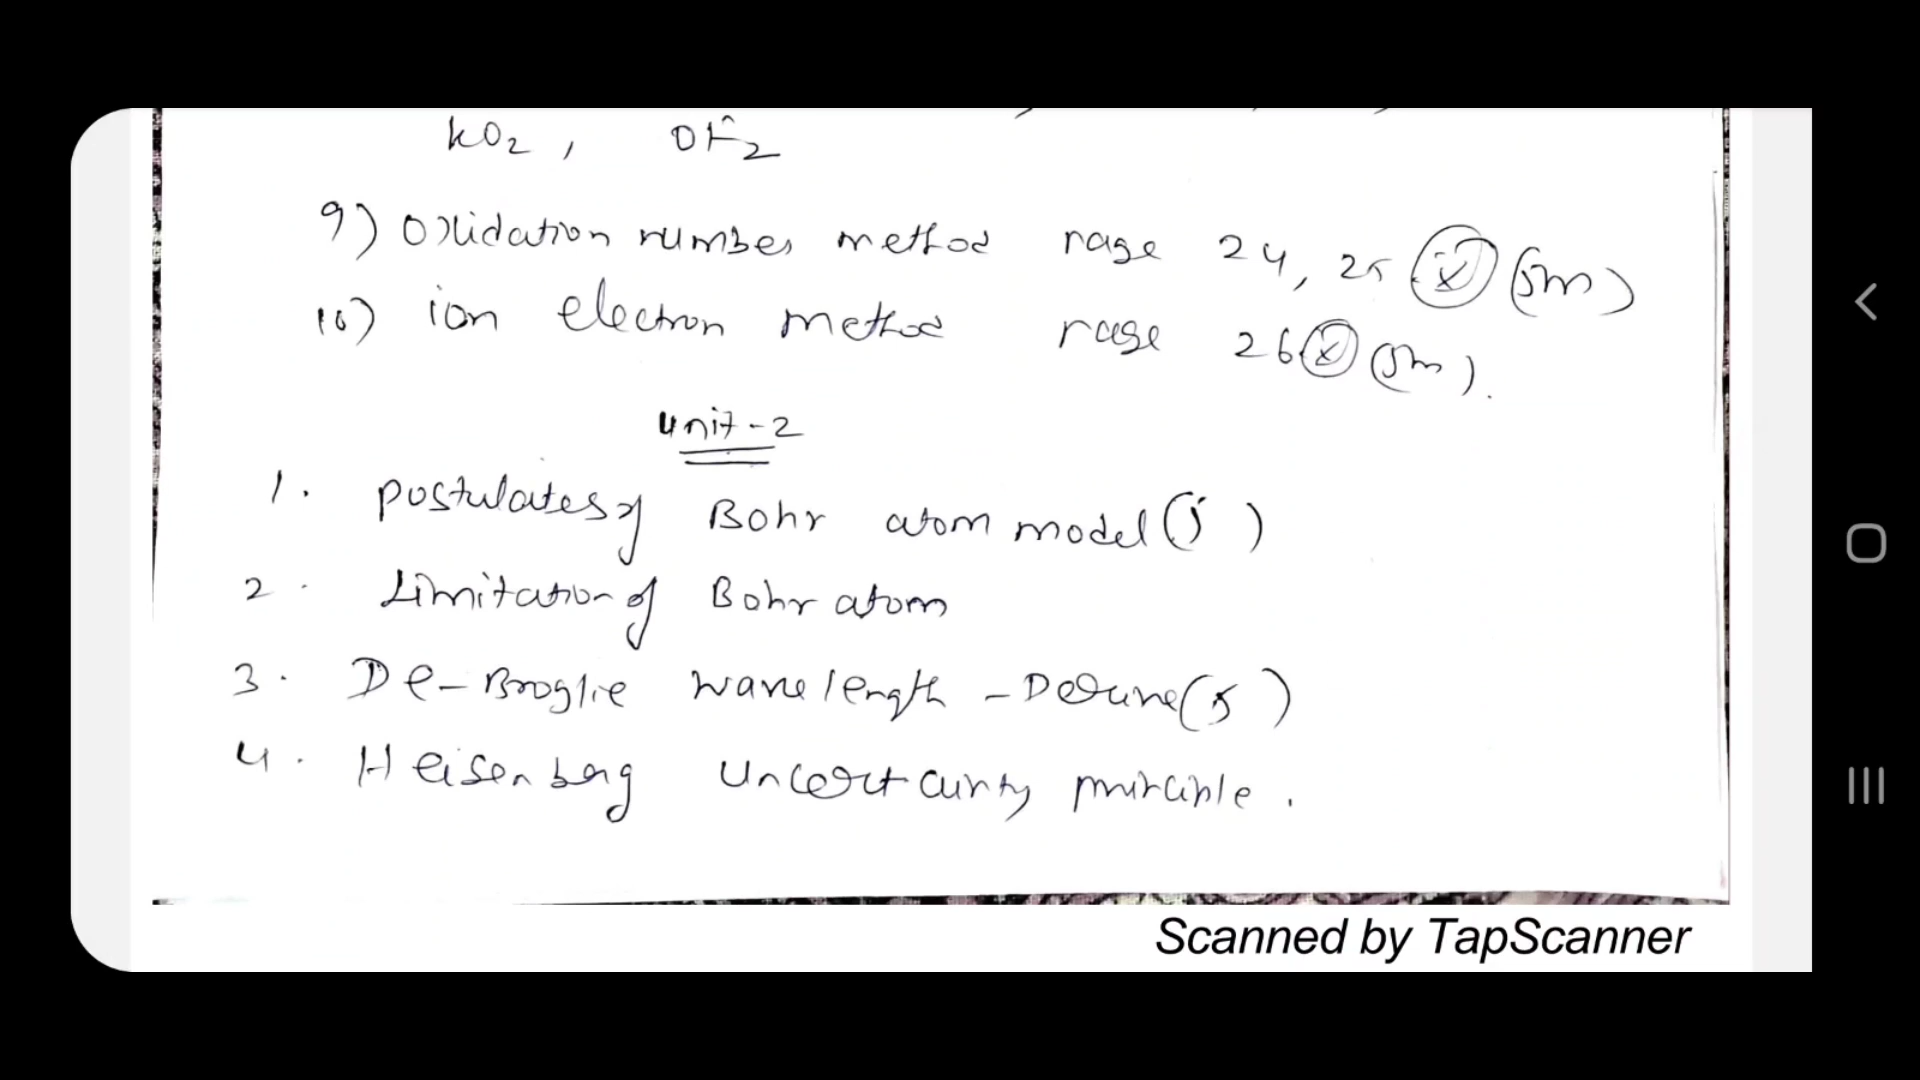 KO2, OF2
9) Oxidation number method Page 24, 25 (5m)
10) ion electron method Page 26 (5m).
Unit-2
1. Postulates of Bohr atom model (5)
2. Limitation of Bohr atom
3. De-Broglie wavelength - Derive (5)
4. Heisenberg Uncertainty principle.
Scanned by TapScanner